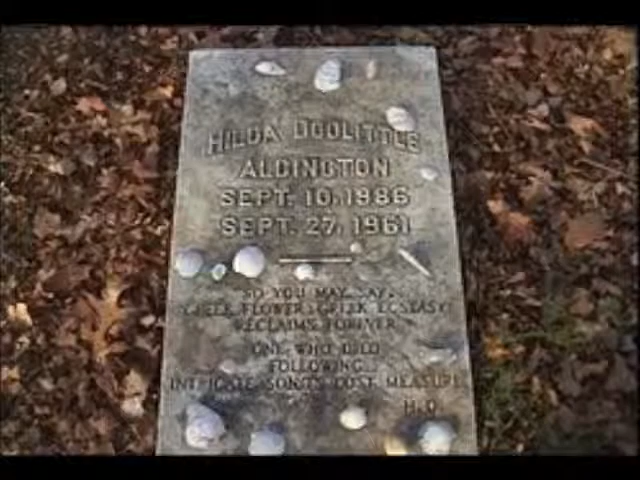 HILDA DOOLITTLE
ALDINGTON
SEPT. 10. 1886
SEPT. 27. 1961
SO YOU MAY SAY,
GREEK FLOWER; GREEK ECSTASY
RECLAIMS FOREVER
ONE WHO DIED
FOLLOWING
INTRICATE SONG'S LOST MEASURE
H.D.